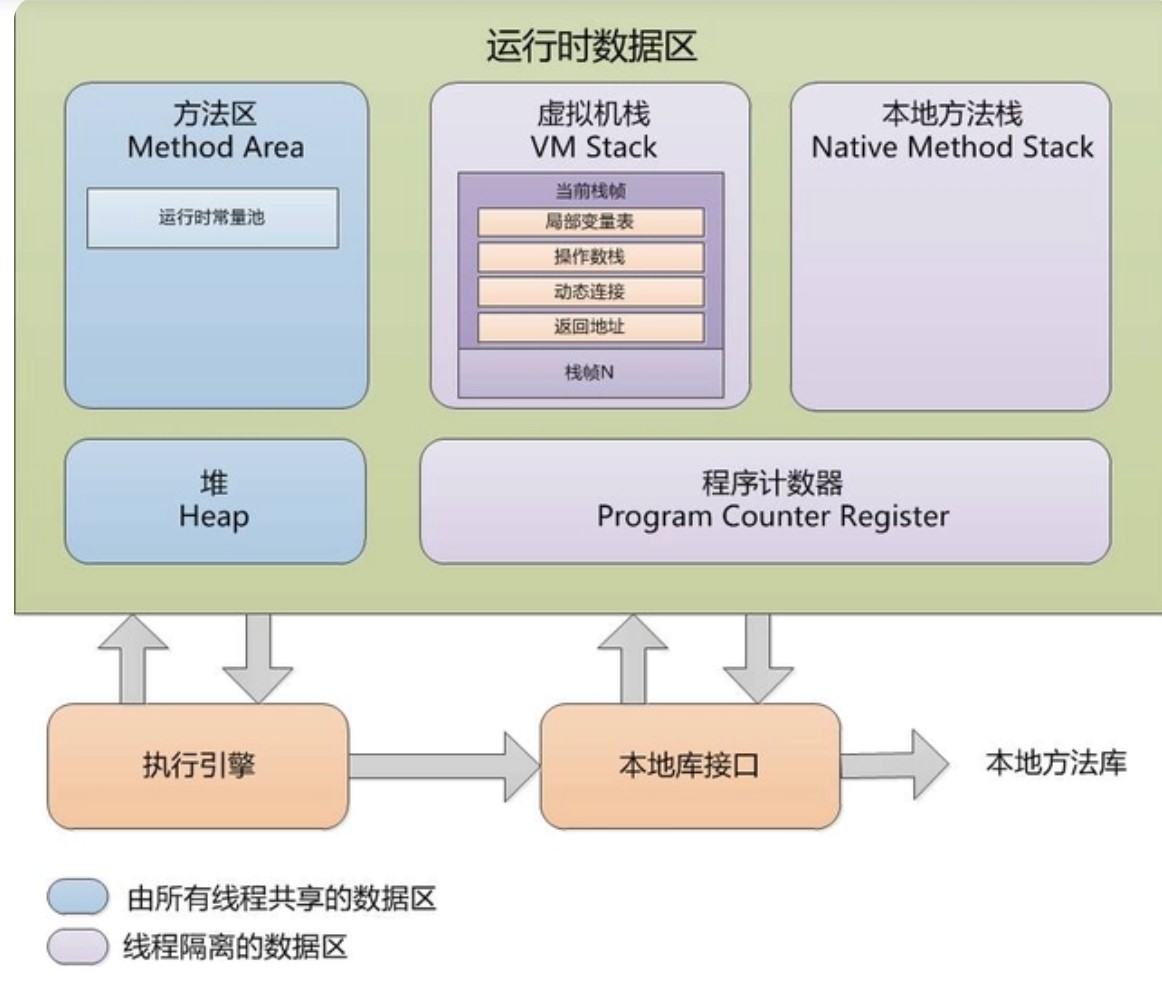 运行时数据区
方法区
Method Area
运行时常量池
虚拟机栈
VM Stack
当前栈帧
局部变量表
操作数栈
动态连接
返回地址
栈帧N
本地方法栈
Native Method Stack
堆
Heap
程序计数器
Program Counter Register
执行引擎
本地库接口
本地方法库
由所有线程共享的数据区
线程隔离的数据区